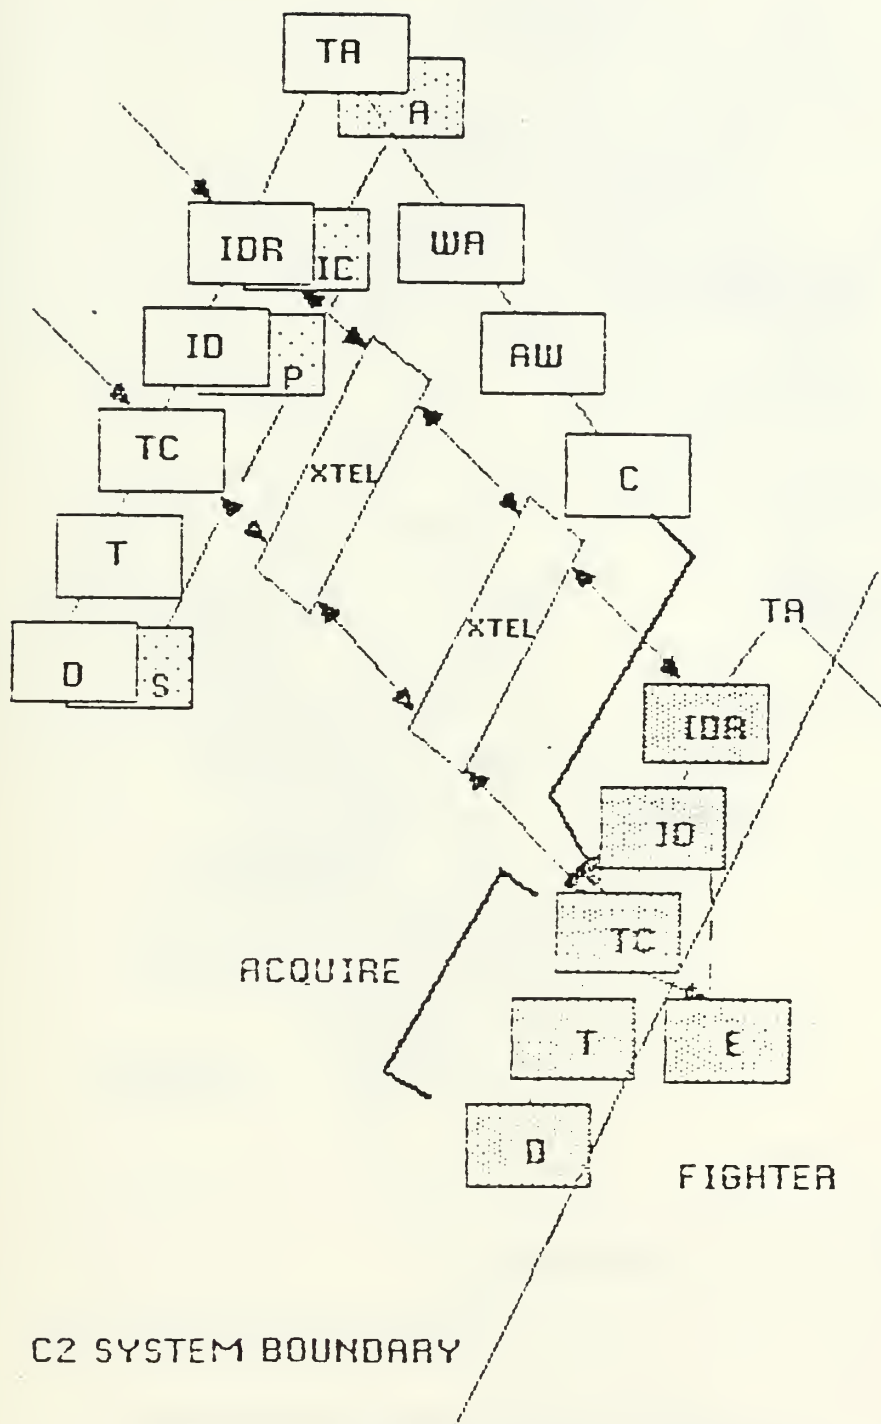 TA
A
IDR
IC
WA
ID
P
AW
TC
XTEL
C
T
XTEL
TA
D
S
IDR
ID
TC
ACQUIRE
T
E
D
FIGHTER
C2 SYSTEM BOUNDARY